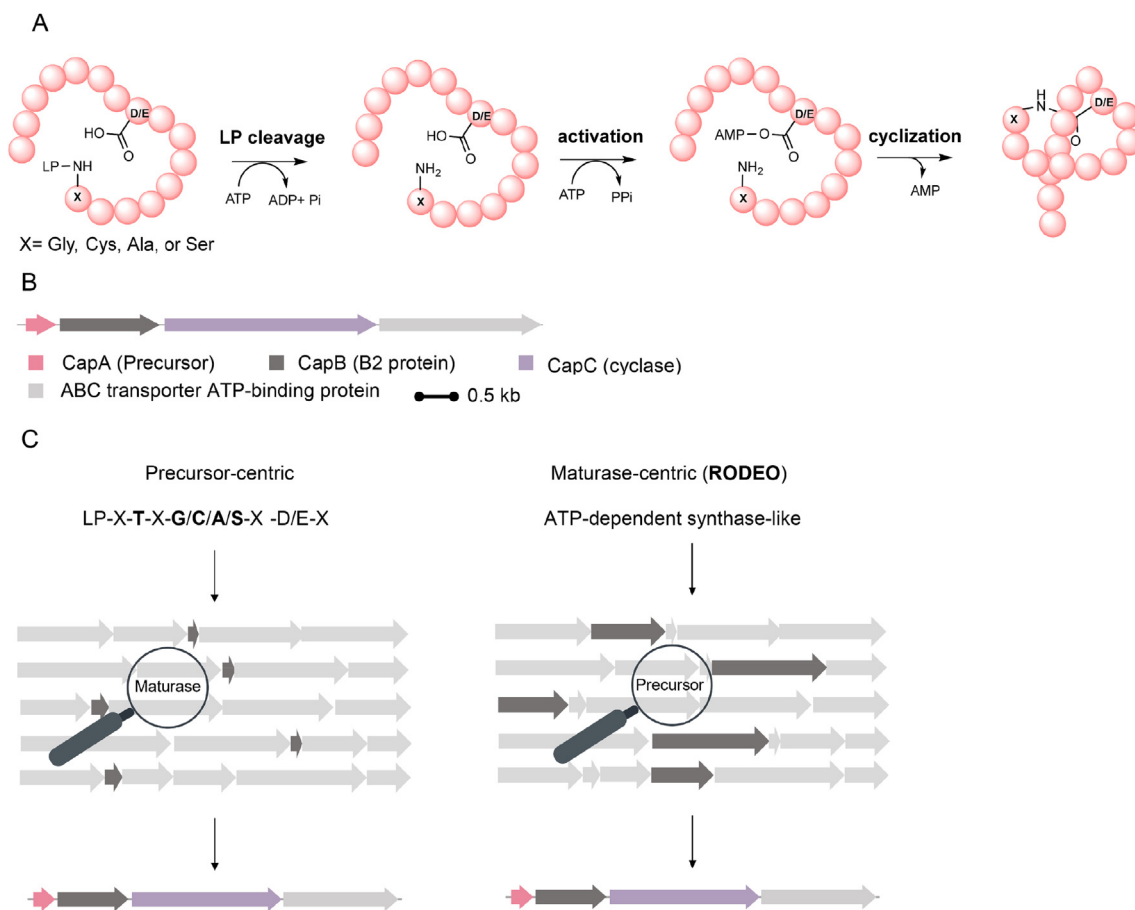 A
D/E
HO
O
LP–NH
X
LP cleavage
ATP
ADP+ Pi
D/E
HO
O
NH2
X
activation
ATP
PPi
D/E
AMP–O
O
NH2
X
cyclization
AMP
H
N
X
D/E
O
X= Gly, Cys, Ala, or Ser
B
CapA (Precursor)
CapB (B2 protein)
CapC (cyclase)
ABC transporter ATP-binding protein
0.5 kb
C
Precursor-centric
Maturase-centric (RODEO)
LP-X-T-X-G/C/A/S-X -D/E-X
ATP-dependent synthase-like
Maturase
Precursor